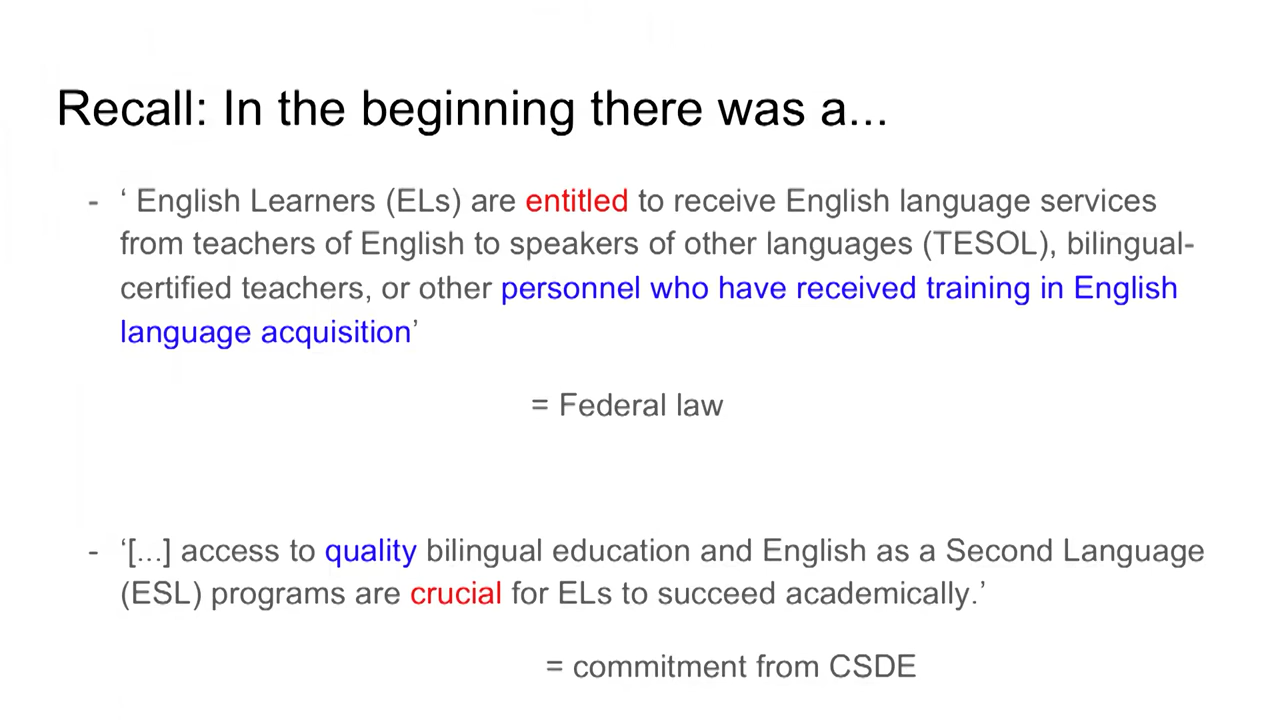 Recall: In the beginning there was a...
- ‘ English Learners (ELs) are entitled to receive English language services
from teachers of English to speakers of other languages (TESOL), bilingual-
certified teachers, or other personnel who have received training in English
language acquisition’
= Federal law
- ‘[...] access to quality bilingual education and English as a Second Language
(ESL) programs are crucial for ELs to succeed academically.’
= commitment from CSDE